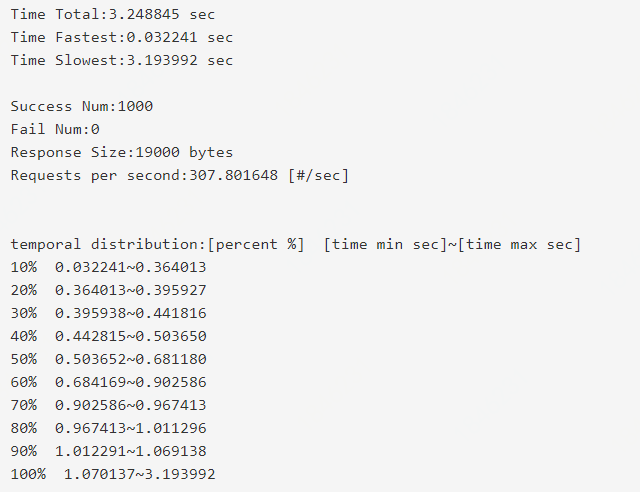 Time Total:3.248845 sec
Time Fastest:0.032241 sec
Time Slowest:3.193992 sec
Success Num:1000
Fail Num:0
Response Size:19000 bytes
Requests per second:307.801648 [#/sec]
temporal distribution:[percent %]  [time min sec]~[time max sec]
10%  0.032241~0.364013
20%  0.364013~0.395927
30%  0.395938~0.441816
40%  0.442815~0.503650
50%  0.503652~0.681180
60%  0.684169~0.902586
70%  0.902586~0.967413
80%  0.967413~1.011296
90%  1.012291~1.069138
100%  1.070137~3.193992